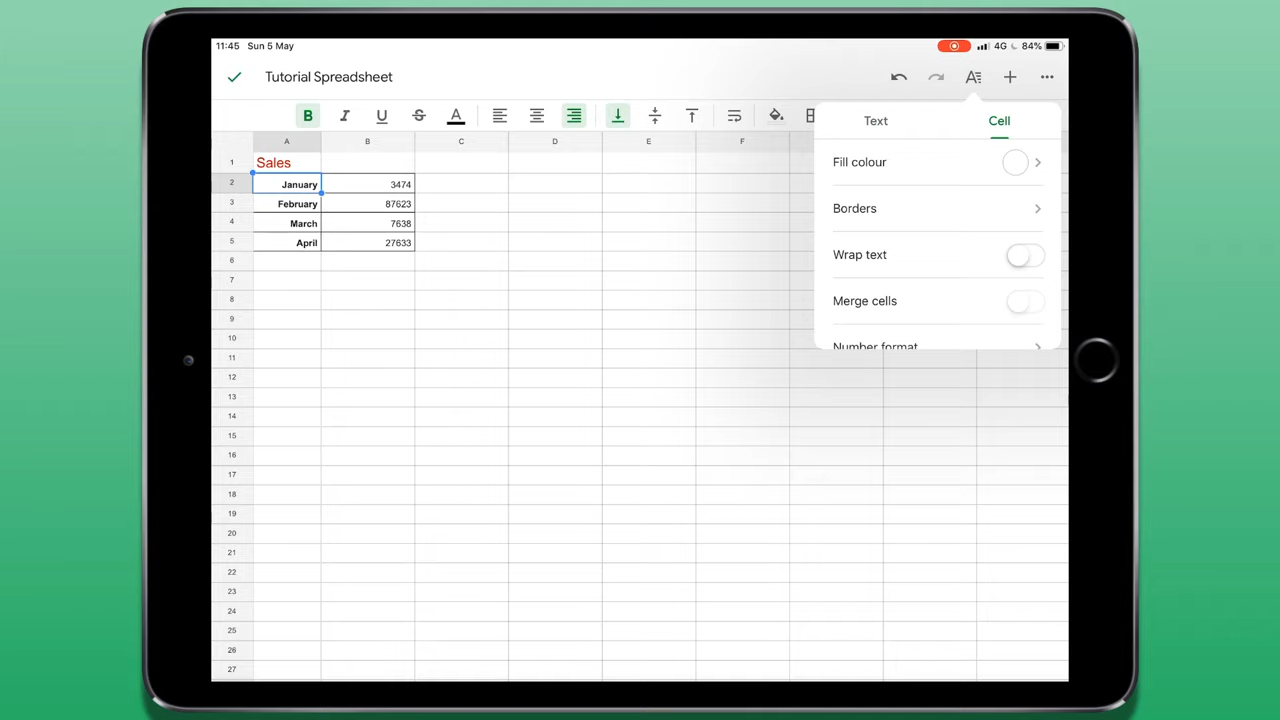 11:45 Sun 5 May
4G 84%
Tutorial Spreadsheet
B I U S A
Text Cell
A B C D E F
1 Sales
2 January 3474
3 February 87623
4 March 7638
5 April 27633
6
7
8
9
10
11
12
13
14
15
16
17
18
19
20
21
22
23
24
25
26
27
Fill colour
Borders
Wrap text
Merge cells
Number format